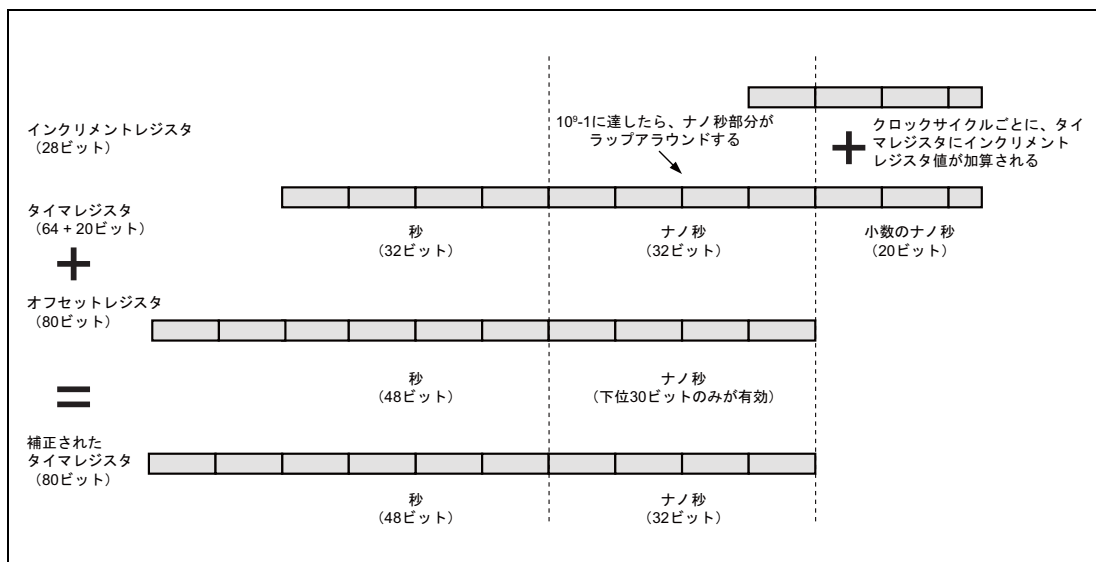 インクリメントレジスタ
（28ビット）
10⁹-1に達したら、ナノ秒部分が
ラップアラウンドする
＋
クロックサイクルごとに、タイ
マレジスタにインクリメント
レジスタ値が加算される
タイマレジスタ
（64 + 20ビット）
秒
（32ビット）
ナノ秒
（32ビット）
小数のナノ秒
（20ビット）
＋
オフセットレジスタ
（80ビット）
秒
（48ビット）
ナノ秒
（下位30ビットのみが有効）
＝
補正された
タイマレジスタ
（80ビット）
秒
（48ビット）
ナノ秒
（32ビット）